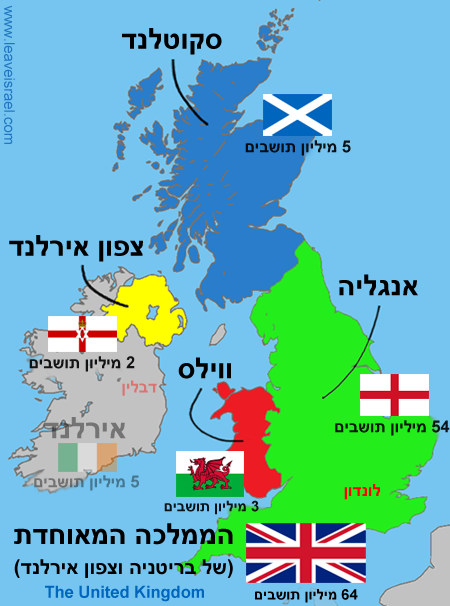 www.leaveisrael.com
סקוטלנד
5 מיליון תושבים
צפון אירלנד
2 מיליון תושבים
אנגליה
54 מיליון תושבים
ווילס
3 מיליון תושבים
דבלין
אירלנד
5 מיליון תושבים
לונדון
הממלכה המאוחדת
(של בריטניה וצפון אירלנד)
The United Kingdom
64 מיליון תושבים